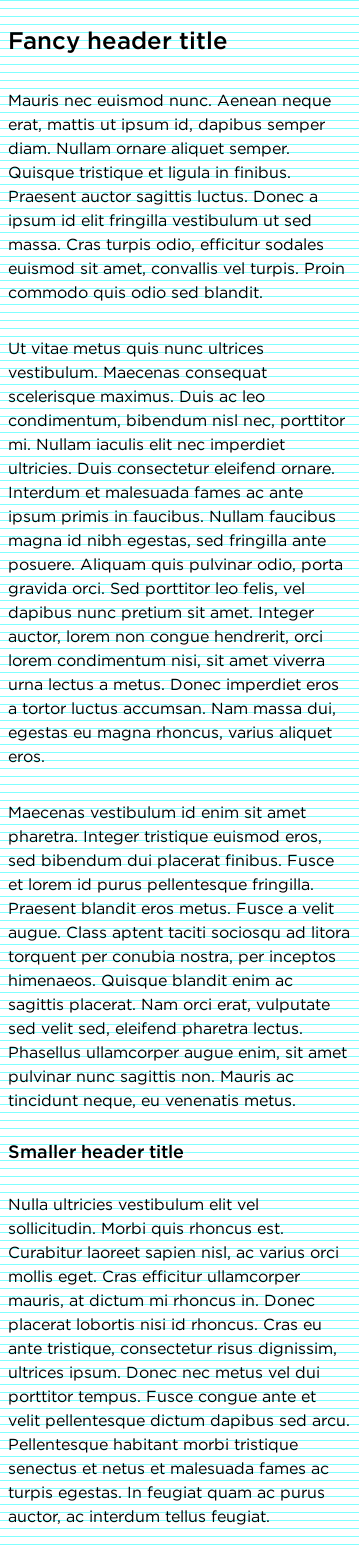 Fancy header title
Mauris nec euismod nunc. Aenean neque
erat, mattis ut ipsum id, dapibus semper
diam. Nullam ornare aliquet semper.
Quisque tristique et ligula in finibus.
Praesent auctor sagittis luctus. Donec a
ipsum id elit fringilla vestibulum ut sed
massa. Cras turpis odio, efficitur sodales
euismod sit amet, convallis vel turpis. Proin
commodo quis odio sed blandit.
Ut vitae metus quis nunc ultrices
vestibulum. Maecenas consequat
scelerisque maximus. Duis ac leo
condimentum, bibendum nisl nec, porttitor
mi. Nullam iaculis elit nec imperdiet
ultricies. Duis consectetur eleifend ornare.
Interdum et malesuada fames ac ante
ipsum primis in faucibus. Nullam faucibus
magna id nibh egestas, sed fringilla ante
posuere. Aliquam quis pulvinar odio, porta
gravida orci. Sed porttitor leo felis, vel
dapibus nunc pretium sit amet. Integer
auctor, lorem non congue hendrerit, orci
lorem condimentum nisi, sit amet viverra
urna lectus a metus. Donec imperdiet eros
a tortor luctus accumsan. Nam massa dui,
egestas eu magna rhoncus, varius aliquet
eros.
Maecenas vestibulum id enim sit amet
pharetra. Integer tristique euismod eros,
sed bibendum dui placerat finibus. Fusce
et lorem id purus pellentesque fringilla.
Praesent blandit eros metus. Fusce a velit
augue. Class aptent taciti sociosqu ad litora
torquent per conubia nostra, per inceptos
himenaeos. Quisque blandit enim ac
sagittis placerat. Nam orci erat, vulputate
sed velit sed, eleifend pharetra lectus.
Phasellus ullamcorper augue enim, sit amet
pulvinar nunc sagittis non. Mauris ac
tincidunt neque, eu venenatis metus.
Smaller header title
Nulla ultricies vestibulum elit vel
sollicitudin. Morbi quis rhoncus est.
Curabitur laoreet sapien nisl, ac varius orci
mollis eget. Cras efficitur ullamcorper
mauris, at dictum mi rhoncus in. Donec
placerat lobortis nisi id rhoncus. Cras eu
ante tristique, consectetur risus dignissim,
ultrices ipsum. Donec nec metus vel dui
porttitor tempus. Fusce congue ante et
velit pellentesque dictum dapibus sed arcu.
Pellentesque habitant morbi tristique
senectus et netus et malesuada fames ac
turpis egestas. In feugiat quam ac purus
auctor, ac interdum tellus feugiat.